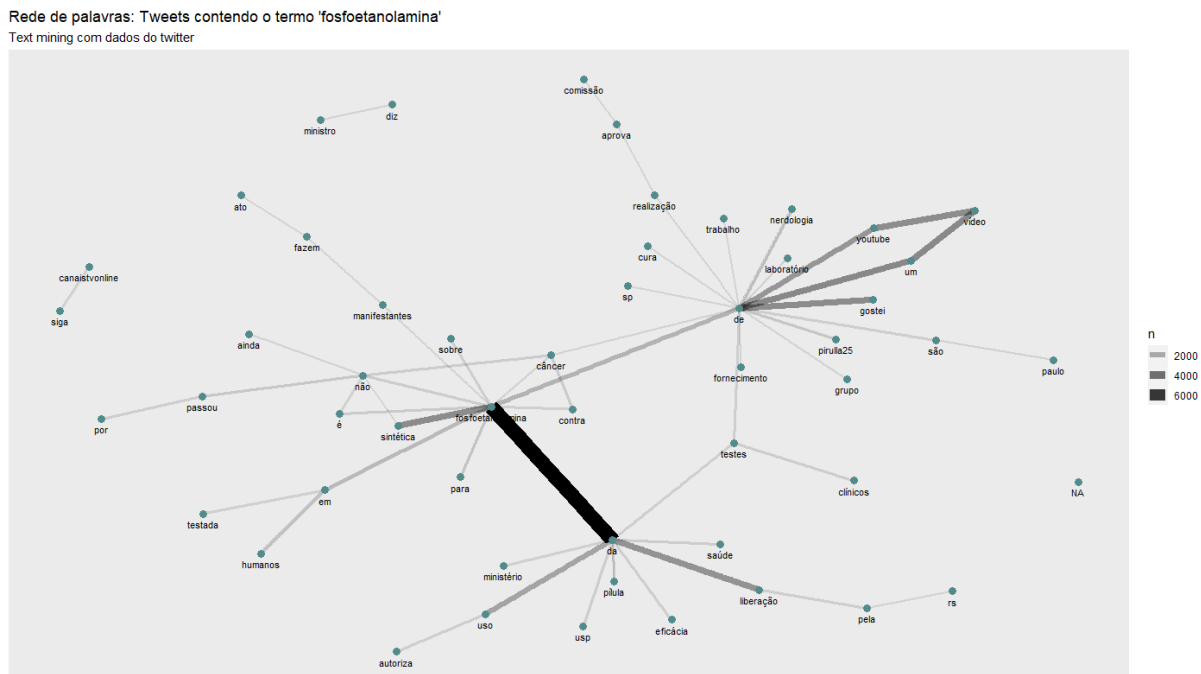 Rede de palavras: Tweets contendo o termo 'fosfoetanolamina'
Text mining com dados do twitter
comissão
diz
ministro
aprova
ato
realização
nerdologia
trabalho
video
youtube
fazem
cura
laboratório
um
canaistvonline
sp
gostei
siga
manifestantes
de
ainda
sobre
pirulla25
são
câncer
paulo
não
fornecimento
grupo
passou
fosfoetanolamina
contra
por
é
sintética
testes
para
clínicos
em
NA
testada
da
saúde
humanos
ministério
pílula
liberação
rs
uso
usp
eficácia
pela
autoriza
n
2000
4000
6000